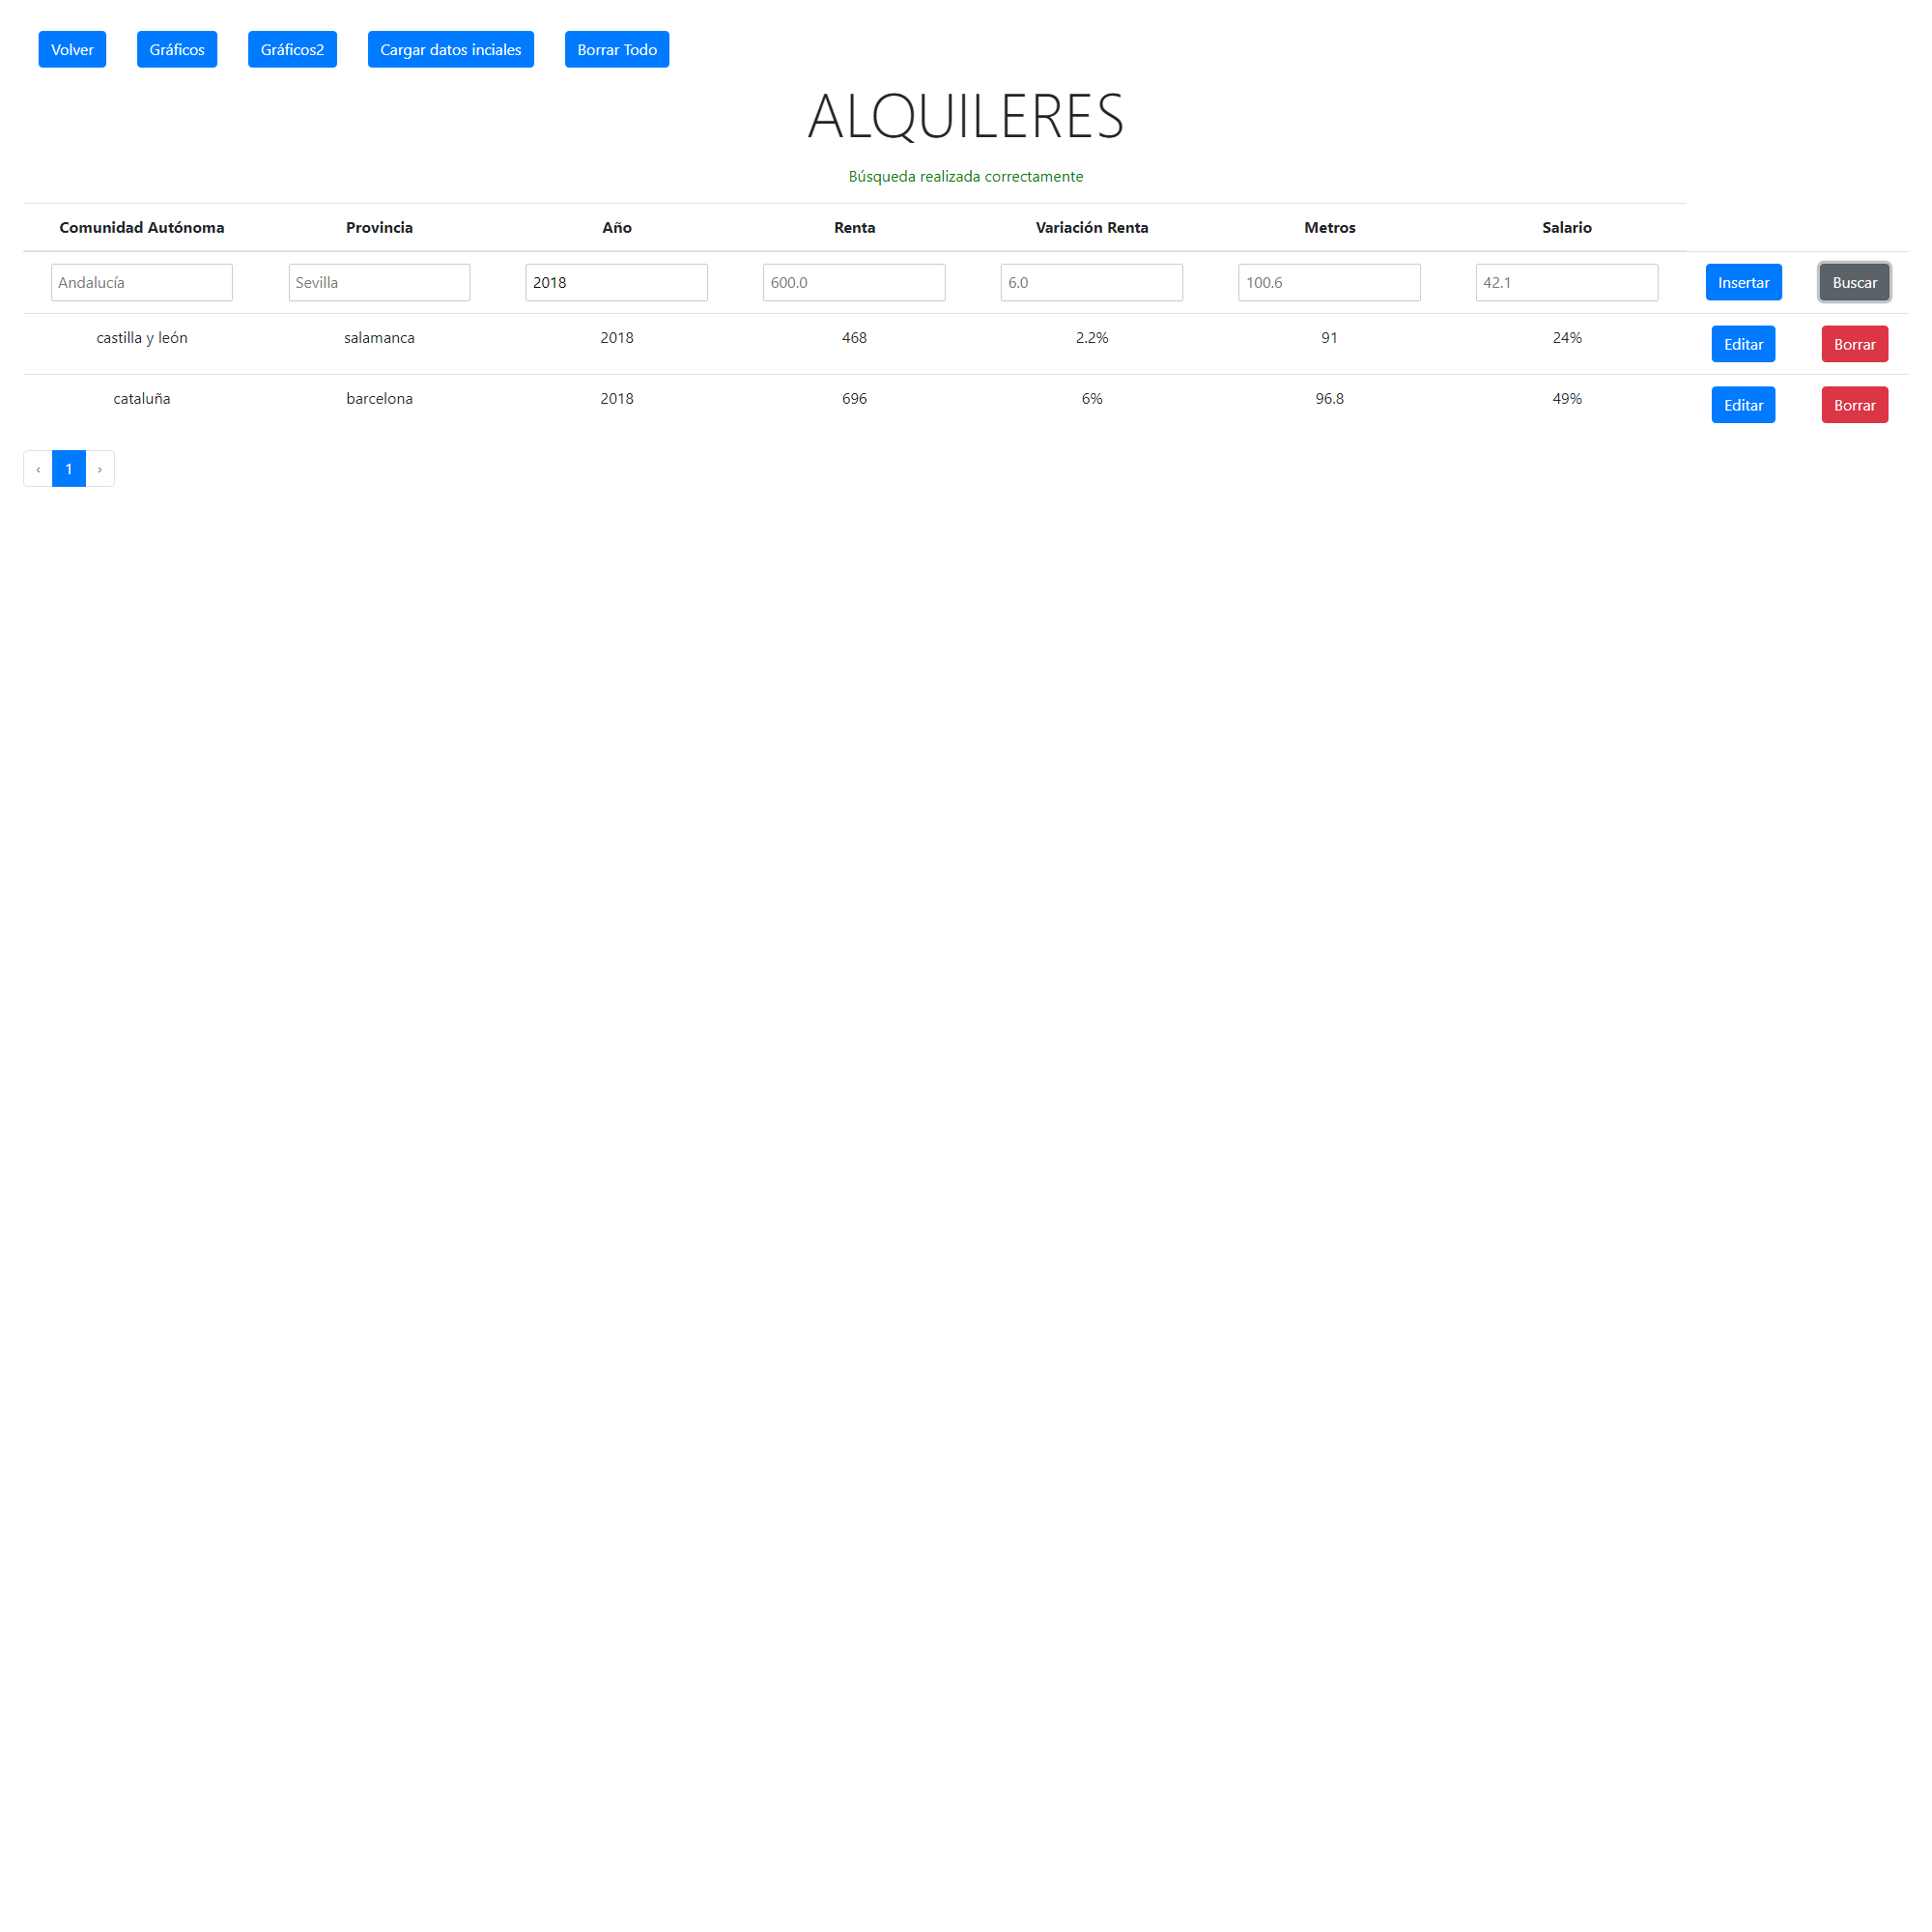 Volver Gráficos Gráficos2 Cargar datos inciales Borrar Todo
ALQUILERES
Búsqueda realizada correctamente
Comunidad Autónoma Provincia Año Renta Variación Renta Metros Salario
Andalucía Sevilla 2018 600.0 6.0 100.6 42.1 Insertar Buscar
castilla y león salamanca 2018 468 2.2% 91 24% Editar Borrar
cataluña barcelona 2018 696 6% 96.8 49% Editar Borrar
‹ 1 ›